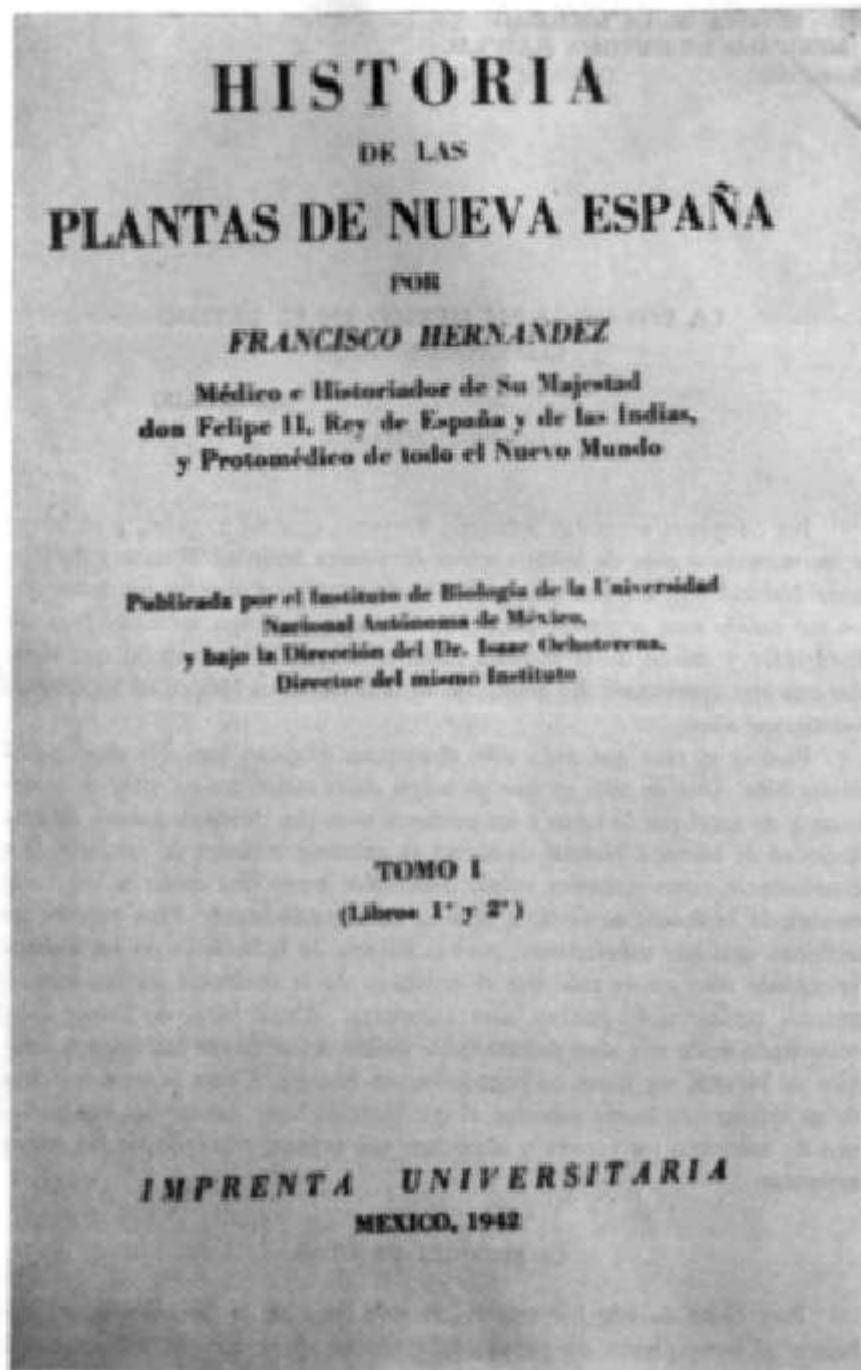 HISTORIA
DE LAS
PLANTAS DE NUEVA ESPAÑA
POR
FRANCISCO HERNANDEZ
Médico e Historiador de Su Majestad
don Felipe II, Rey de España y de las Indias,
y Protomédico de todo el Nuevo Mundo
Publicada por el Instituto de Biología de la Universidad
Nacional Autónoma de México,
y bajo la Dirección del Dr. Isaac Ochoterena,
Director del mismo Instituto
TOMO I
(Libros 1° y 2°)
IMPRENTA UNIVERSITARIA
MEXICO, 1942